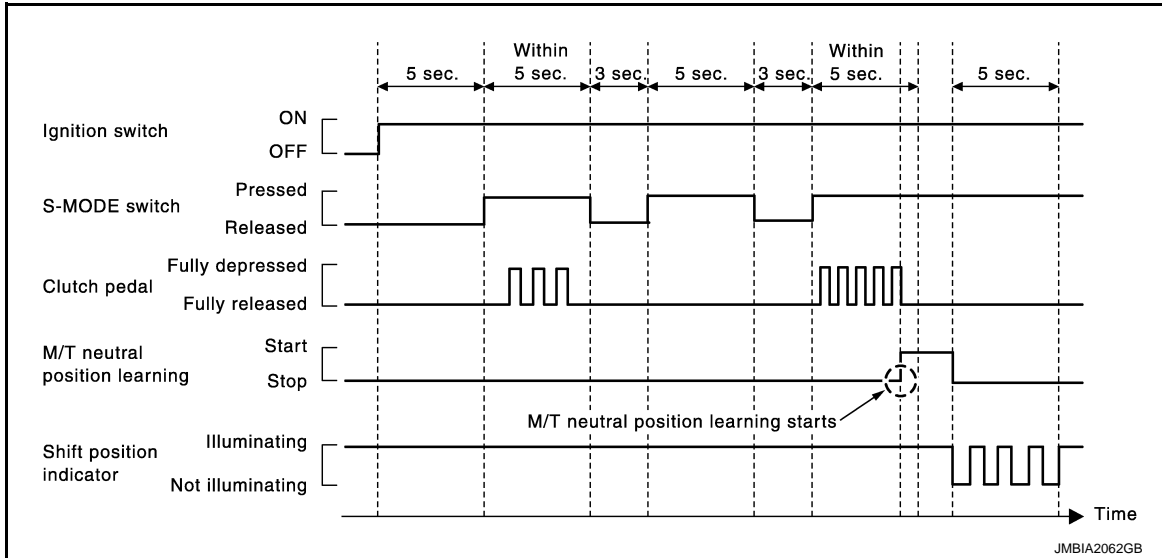 Within
Within
5 sec.
5 sec.
3 sec.
5 sec.
3 sec.
5 sec.
5 sec.
Ignition switch
ON
OFF
S-MODE switch
Pressed
Released
Clutch pedal
Fully depressed
Fully released
M/T neutral
position learning
Start
Stop
M/T neutral position learning starts
Shift position
indicator
Illuminating
Not illuminating
Time
JMBIA2062GB